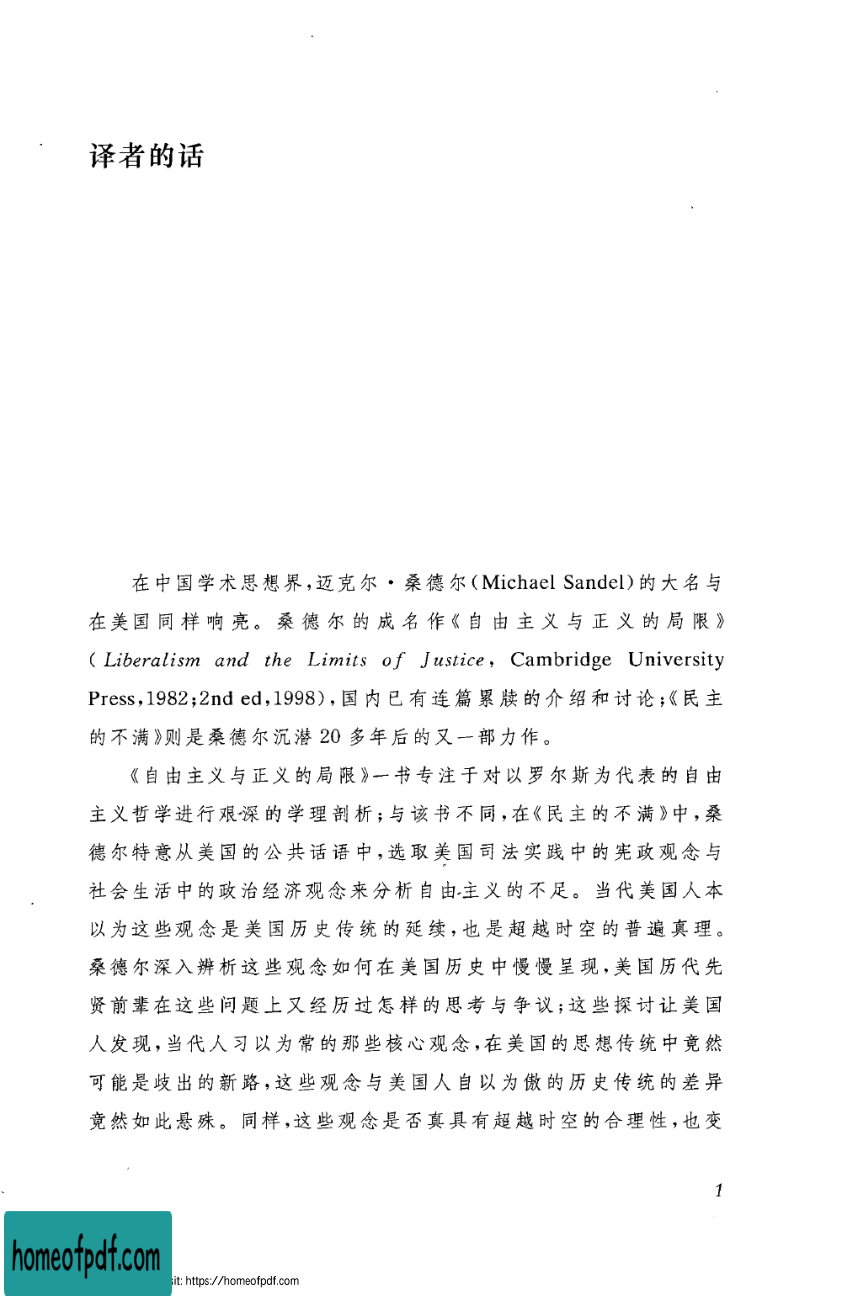 译者的话
在中国学术思想界,迈克尔·桑德尔(Michael Sandel)的大名与
在美国同样响亮。桑德尔的成名作《自由主义与正义的局限》
(Liberalism and the Limits of Justice, Cambridge University
Press,1982;2nd ed,1998),国内已有连篇累牍的介绍和讨论;《民主
的不满》则是桑德尔沉潜 20 多年后的又一部力作。
《自由主义与正义的局限》一书专注于对以罗尔斯为代表的自由
主义哲学进行艰深的学理剖析;与该书不同,在《民主的不满》中,桑
德尔特意从美国的公共话语中,选取美国司法实践中的宪政观念与
社会生活中的政治经济观念来分析自由主义的不足。当代美国人本
以为这些观念是美国历史传统的延续,也是超越时空的普遍真理。
桑德尔深入辨析这些观念如何在美国历史中慢慢呈现,美国历代先
贤前辈在这些问题上又经历过怎样的思考与争议;这些探讨让美国
人发现,当代人习以为常的那些核心观念,在美国的思想传统中竟然
可能是歧出的新路,这些观念与美国人自以为傲的历史传统的差异
竟然如此悬殊。同样,这些观念是否真具有超越时空的合理性,也变
1
homeofpdf.com
sit: https://homeofpdf.com